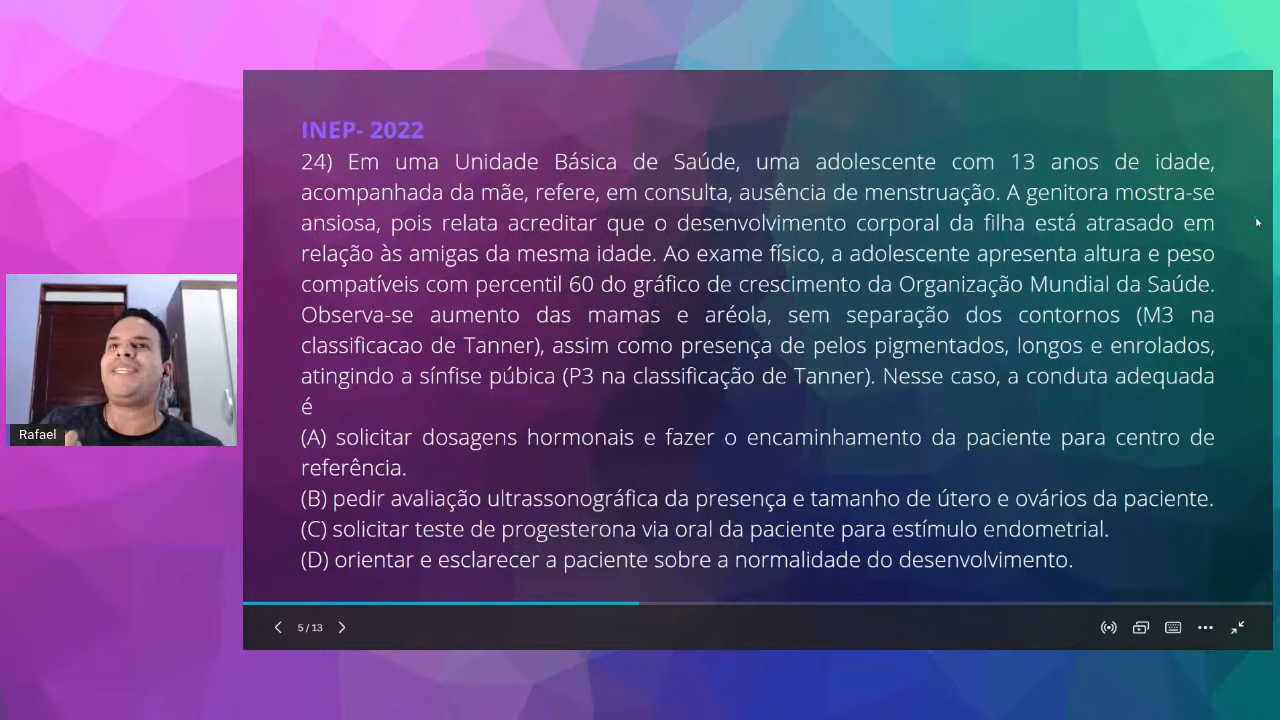 INEP- 2022
24) Em uma Unidade Básica de Saúde, uma adolescente com 13 anos de idade,
acompanhada da mãe, refere, em consulta, ausência de menstruação. A genitora mostra-se
ansiosa, pois relata acreditar que o desenvolvimento corporal da filha está atrasado em
relação às amigas da mesma idade. Ao exame físico, a adolescente apresenta altura e peso
compatíveis com percentil 60 do gráfico de crescimento da Organização Mundial da Saúde.
Observa-se aumento das mamas e aréola, sem separação dos contornos (M3 na
classificacao de Tanner), assim como presença de pelos pigmentados, longos e enrolados,
atingindo a sínfise púbica (P3 na classificação de Tanner). Nesse caso, a conduta adequada
é
(A) solicitar dosagens hormonais e fazer o encaminhamento da paciente para centro de
referência.
(B) pedir avaliação ultrassonográfica da presença e tamanho de útero e ovários da paciente.
(C) solicitar teste de progesterona via oral da paciente para estímulo endometrial.
(D) orientar e esclarecer a paciente sobre a normalidade do desenvolvimento.
Rafael
5 / 13